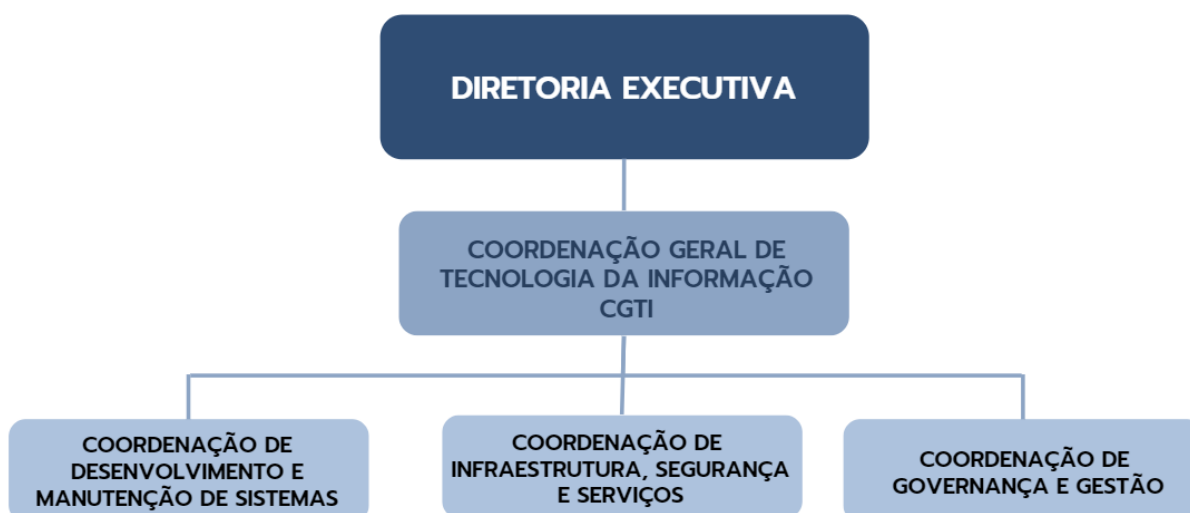 DIRETORIA EXECUTIVA
COORDENAÇÃO GERAL DE
TECNOLOGIA DA INFORMAÇÃO
CGTI
COORDENAÇÃO DE
DESENVOLVIMENTO E
MANUTENÇÃO DE SISTEMAS
COORDENAÇÃO DE
INFRAESTRUTURA, SEGURANÇA
E SERVIÇOS
COORDENAÇÃO DE
GOVERNANÇA E GESTÃO